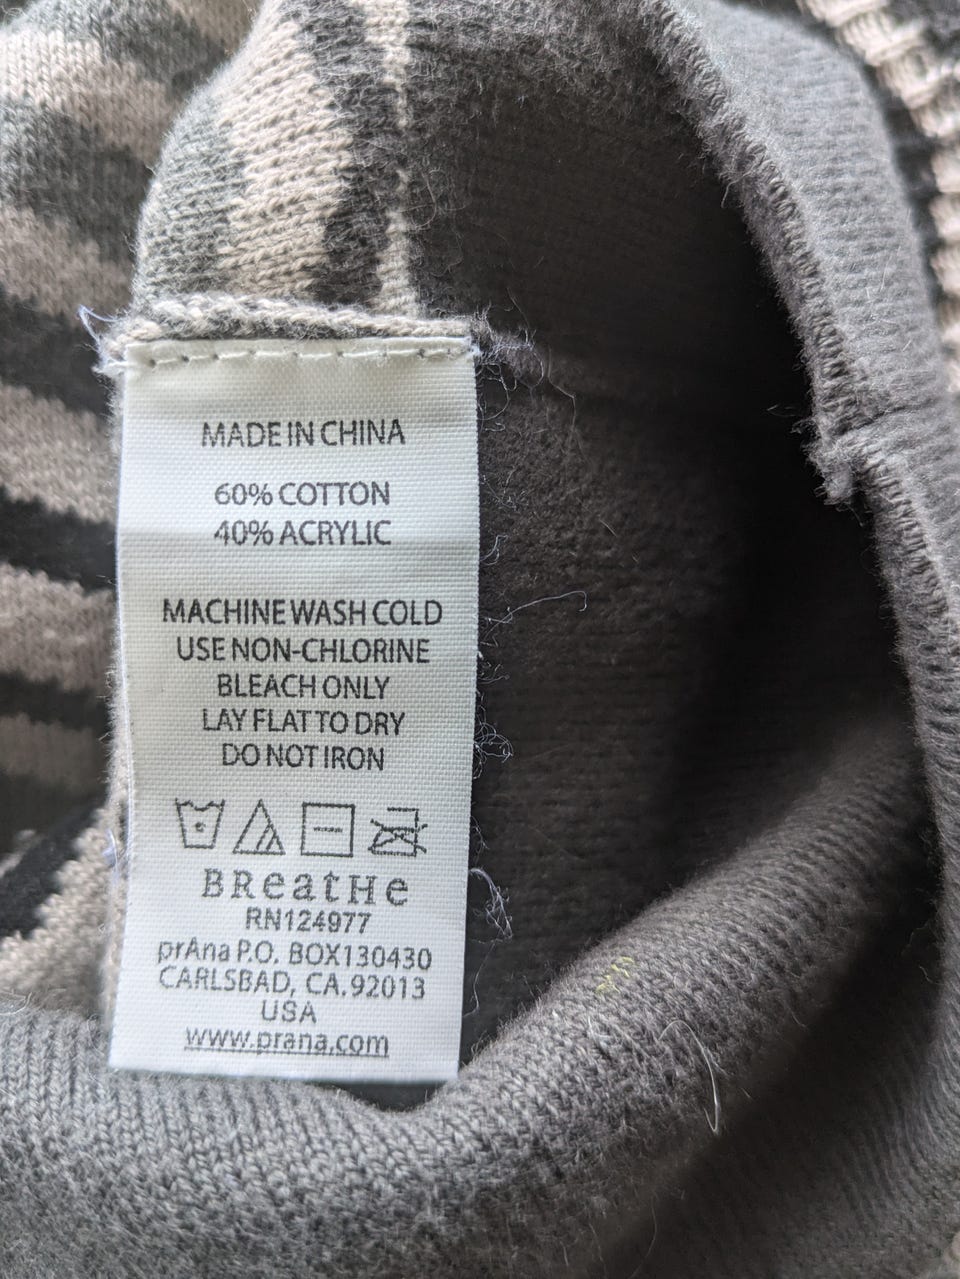 MADE IN CHINA
60% COTTON
40% ACRYLIC
MACHINE WASH COLD
USE NON-CHLORINE
BLEACH ONLY
LAY FLAT TO DRY
DO NOT IRON
BReatHe
RN124977
prAna P.O. BOX130430
CARLSBAD, CA. 92013
USA
www.prana.com